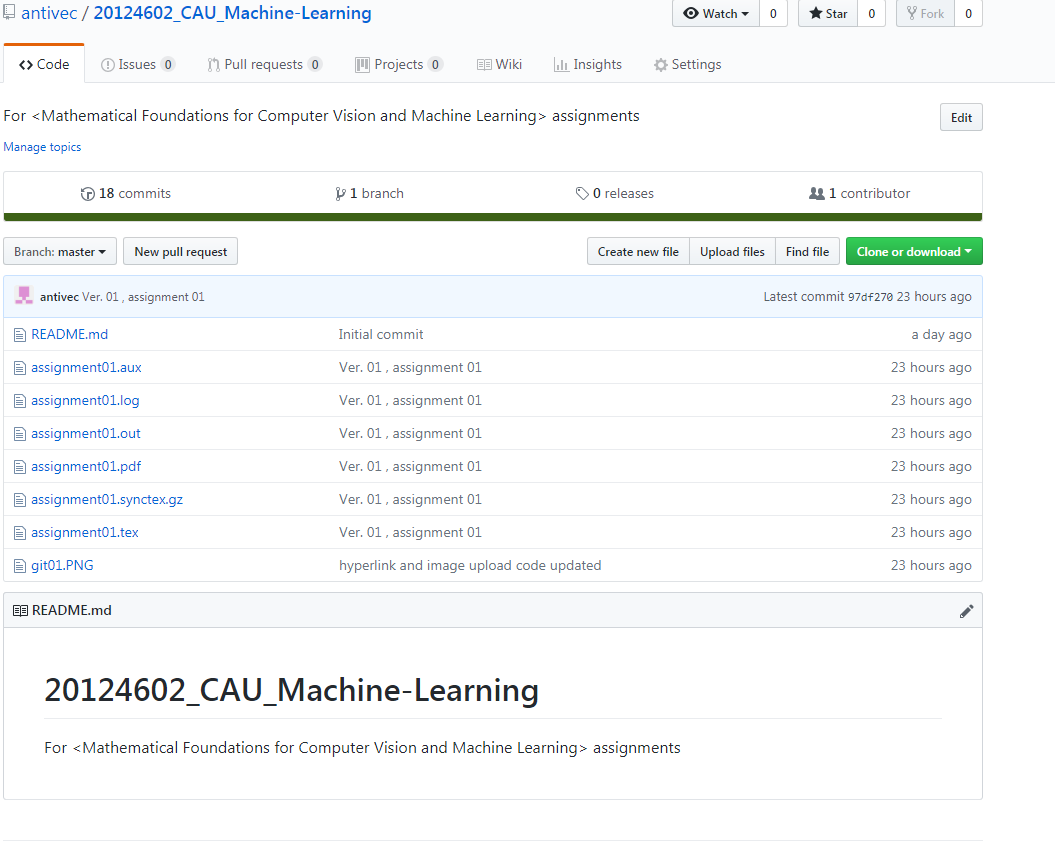 antivec / 20124602_CAU_Machine-Learning Watch 0 Star 0 Fork 0
Code Issues 0 Pull requests 0 Projects 0 Wiki Insights Settings
For <Mathematical Foundations for Computer Vision and Machine Learning> assignments Edit
Manage topics
18 commits 1 branch 0 releases 1 contributor
Branch: master New pull request Create new file Upload files Find file Clone or download
antivec Ver. 01 , assignment 01 Latest commit 97df270 23 hours ago
README.md Initial commit a day ago
assignment01.aux Ver. 01 , assignment 01 23 hours ago
assignment01.log Ver. 01 , assignment 01 23 hours ago
assignment01.out Ver. 01 , assignment 01 23 hours ago
assignment01.pdf Ver. 01 , assignment 01 23 hours ago
assignment01.synctex.gz Ver. 01 , assignment 01 23 hours ago
assignment01.tex Ver. 01 , assignment 01 23 hours ago
git01.PNG hyperlink and image upload code updated 23 hours ago
README.md
20124602_CAU_Machine-Learning
For <Mathematical Foundations for Computer Vision and Machine Learning> assignments